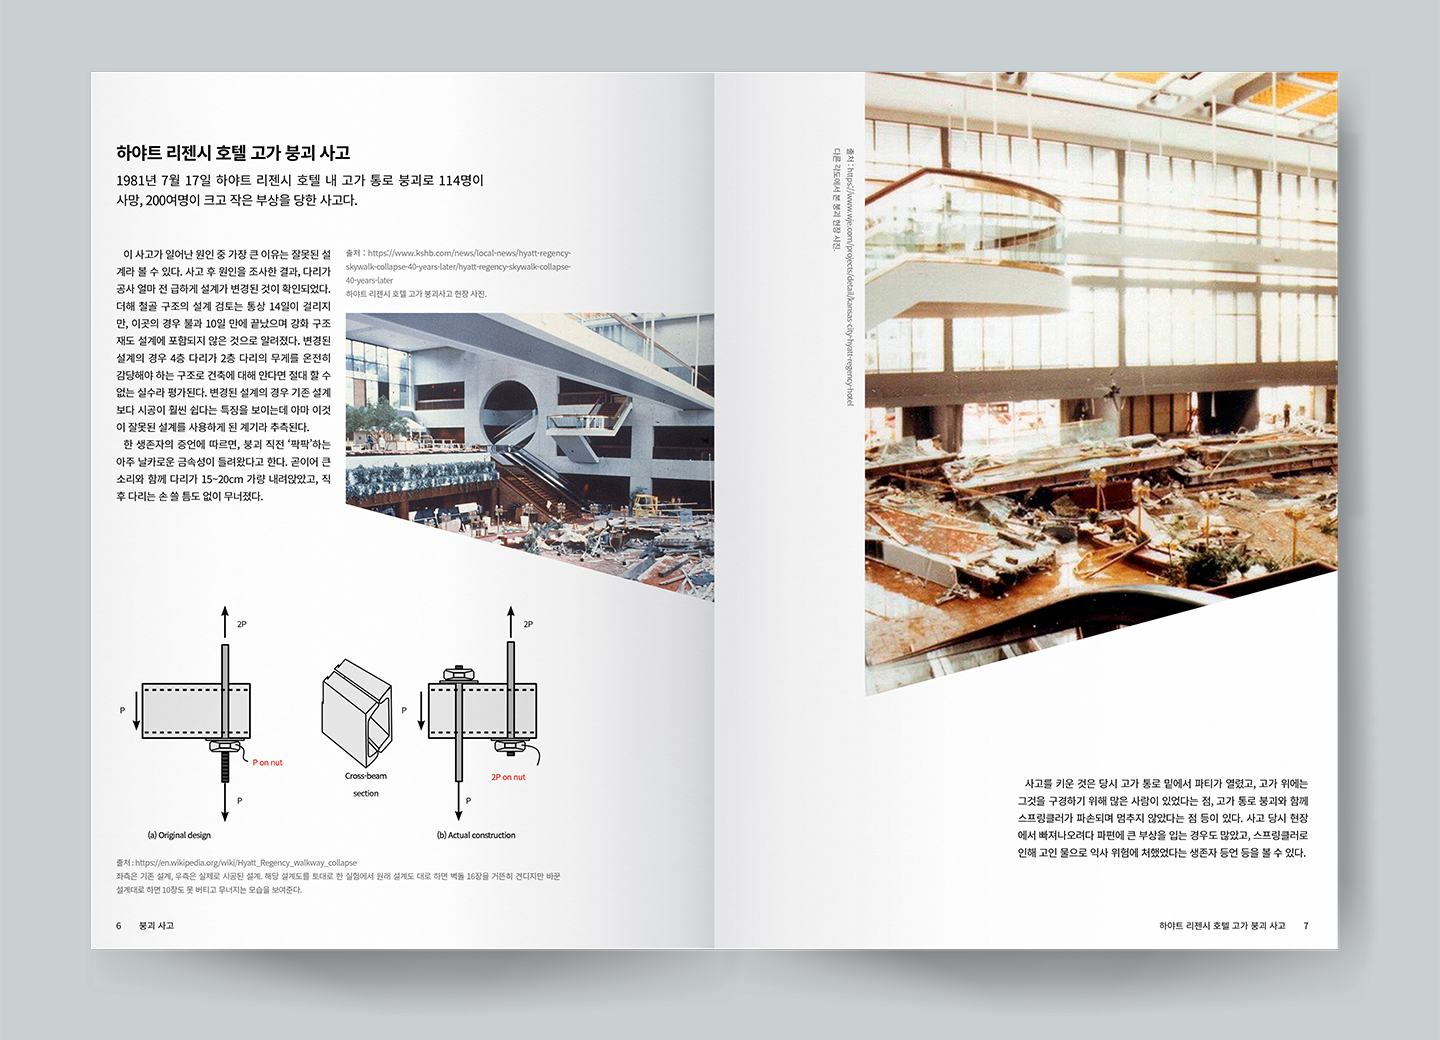 하야트 리젠시 호텔 고가 붕괴 사고
1981년 7월 17일 하야트 리젠시 호텔 내 고가 통로 붕괴로 114명이
사망, 200여명이 크고 작은 부상을 당한 사고다.
이 사고가 일어난 원인 중 가장 큰 이유는 잘못된 설
계라 볼 수 있다. 사고 후 원인을 조사한 결과, 다리가
공사 얼마 전 급하게 설계가 변경된 것이 확인되었다.
더해 철골 구조의 설계 검토는 통상 14일이 걸리지
만, 이곳의 경우 불과 10일 만에 끝났으며 강화 구조
재도 설계에 포함되지 않은 것으로 알려졌다. 변경된
설계의 경우 4층 다리가 2층 다리의 무게를 온전히
감당해야 하는 구조로 건축에 대해 안다면 절대 할 수
없는 실수라 평가된다. 변경된 설계의 경우 기존 설계
보다 시공이 훨씬 쉽다는 특징을 보이는데 아마 이것
이 잘못된 설계를 사용하게 된 계기라 추측된다.
한 생존자의 증언에 따르면, 붕괴 직전 ‘팍팍’하는
아주 날카로운 금속성이 들려왔다고 한다. 곧이어 큰
소리와 함께 다리가 15~20cm 가량 내려앉았고, 직
후 다리는 손 쓸 틈도 없이 무너졌다.
출처 : https://www.kshb.com/news/local-news/hyatt-regency-
skywalk-collapse-40-years-later/hyatt-regency-skywalk-collapse-
40-years-later
하야트 리젠시 호텔 고가 붕괴사고 현장 사진.
2P
P
P on nut
P
(a) Original design
Cross-beam
section
2P
P
2P on nut
P
(b) Actual construction
출처 : https://en.wikipedia.org/wiki/Hyatt_Regency_walkway_collapse
좌측은 기존 설계, 우측은 실제로 시공된 설계. 해당 설계도를 토대로 한 실험에서 원래 설계도 대로 하면 벽돌 16장을 거뜬히 견디지만 바꾼
설계대로 하면 10장도 못 버티고 무너지는 모습을 보여준다.
6 붕괴 사고
출처 : https://www.wje.com/projects/detail/kansas-city-hyatt-regency-hotel
다른 각도에서 본 붕괴 현장 사진.
사고를 키운 것은 당시 고가 통로 밑에서 파티가 열렸고, 고가 위에는
그것을 구경하기 위해 많은 사람이 있었다는 점, 고가 통로 붕괴와 함께
스프링클러가 파손되며 멈추지 않았다는 점 등이 있다. 사고 당시 현장
에서 빠져나오려다 파편에 큰 부상을 입는 경우도 많았고, 스프링클러로
인해 고인 물으로 익사 위험에 처했었다는 생존자 등언 등을 볼 수 있다.
하야트 리젠시 호텔 고가 붕괴 사고 7